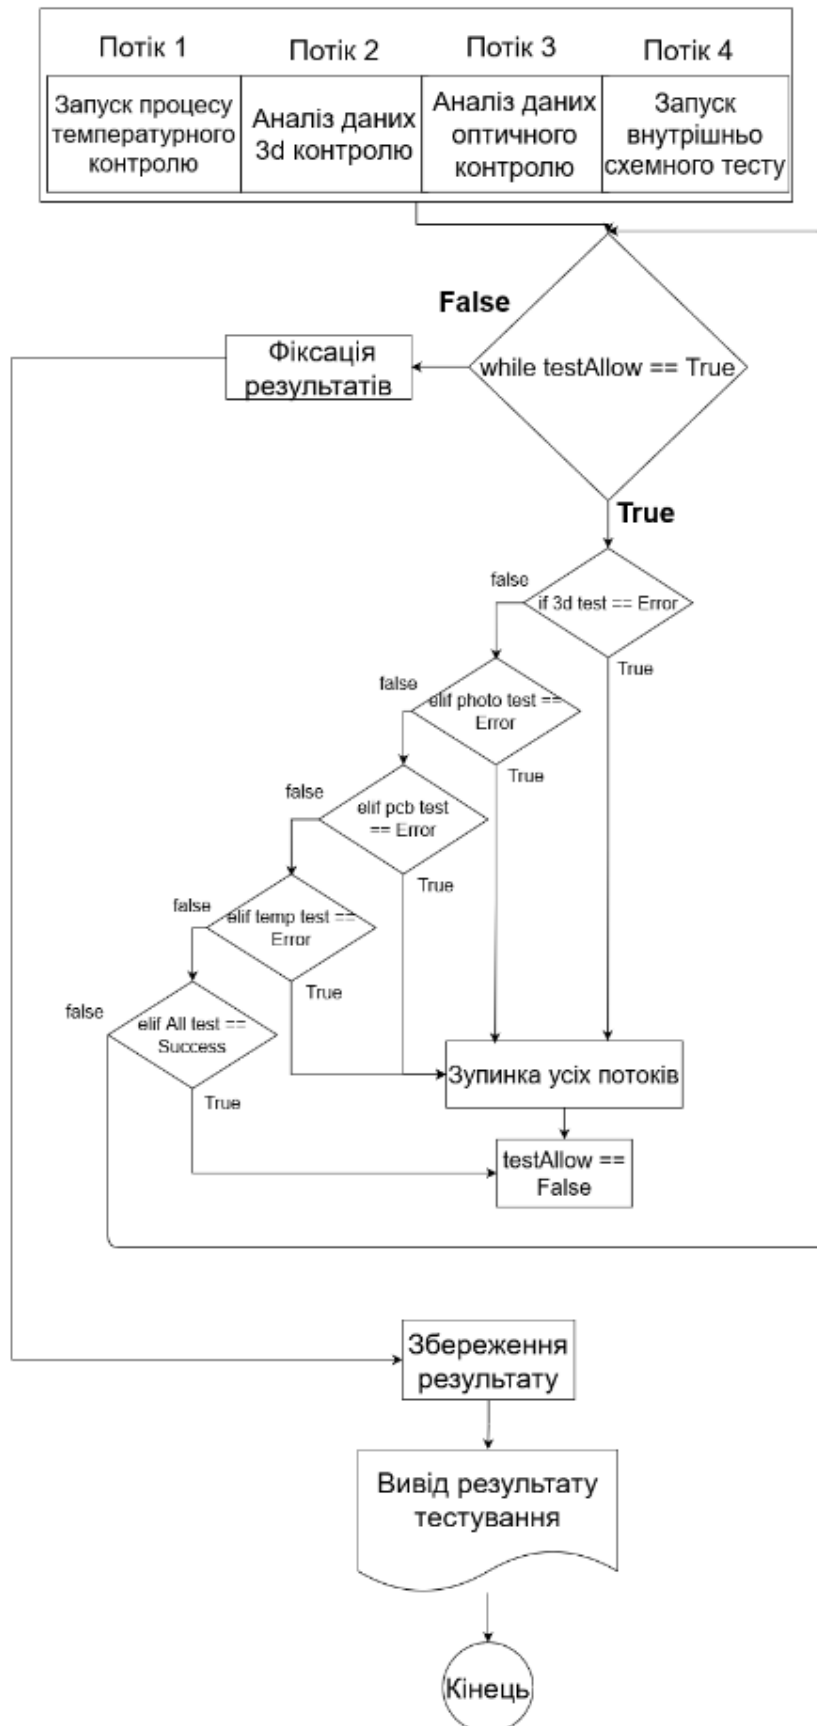 Потік 1
Потік 2
Потік 3
Потік 4
Запуск процесу
температурного
контролю
Аналіз даних
3d контролю
Аналіз даних
оптичного
контролю
Запуск
внутрішньо
схемного тесту
False
while testAllow == True
Фіксація
результатів
True
false
if 3d test == Error
True
false
elif photo test ==
Error
True
false
elif pcb test
== Error
True
false
elif temp test ==
Error
True
false
elif All test ==
Success
True
Зупинка усіх потоків
testAllow ==
False
Збереження
результату
Вивід результату
тестування
Кінець